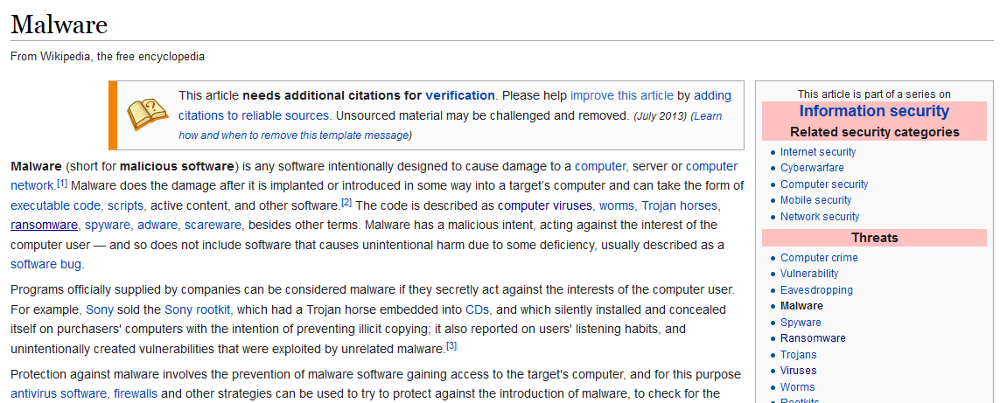 Malware
From Wikipedia, the free encyclopedia
This article needs additional citations for verification. Please help improve this article by adding
citations to reliable sources. Unsourced material may be challenged and removed. (July 2013) (Learn
how and when to remove this template message)
Malware (short for malicious software) is any software intentionally designed to cause damage to a computer, server or computer
network.[1] Malware does the damage after it is implanted or introduced in some way into a target's computer and can take the form of
executable code, scripts, active content, and other software.[2] The code is described as computer viruses, worms, Trojan horses,
ransomware, spyware, adware, scareware, besides other terms. Malware has a malicious intent, acting against the interest of the
computer user — and so does not include software that causes unintentional harm due to some deficiency, usually described as a
software bug.
Programs officially supplied by companies can be considered malware if they secretly act against the interests of the computer user.
For example, Sony sold the Sony rootkit, which had a Trojan horse embedded into CDs, and which silently installed and concealed
itself on purchasers' computers with the intention of preventing illicit copying; it also reported on users' listening habits, and
unintentionally created vulnerabilities that were exploited by unrelated malware.[3]
Protection against malware involves the prevention of malware software gaining access to the target's computer, and for this purpose
antivirus software, firewalls and other strategies can be used to try to protect against the introduction of malware, to check for the
This article is part of a series on
Information security
Related security categories
• Internet security
• Cyberwarfare
• Computer security
• Mobile security
• Network security
Threats
• Computer crime
• Vulnerability
• Eavesdropping
• Malware
• Spyware
• Ransomware
• Trojans
• Viruses
• Worms
• Rootkits